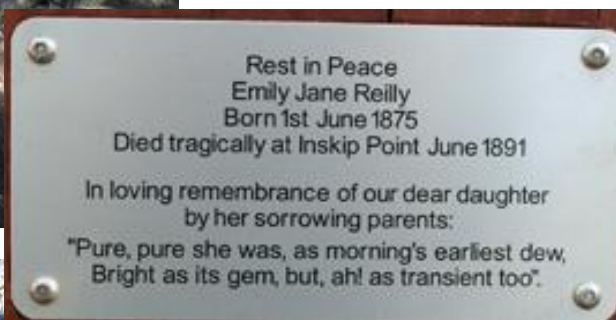 Rest in Peace
Emily Jane Reilly
Born 1st June 1875
Died tragically at Inskip Point June 1891
In loving remembrance of our dear daughter
by her sorrowing parents:
"Pure, pure she was, as morning's earliest dew,
Bright as its gem, but, ah! as transient too".